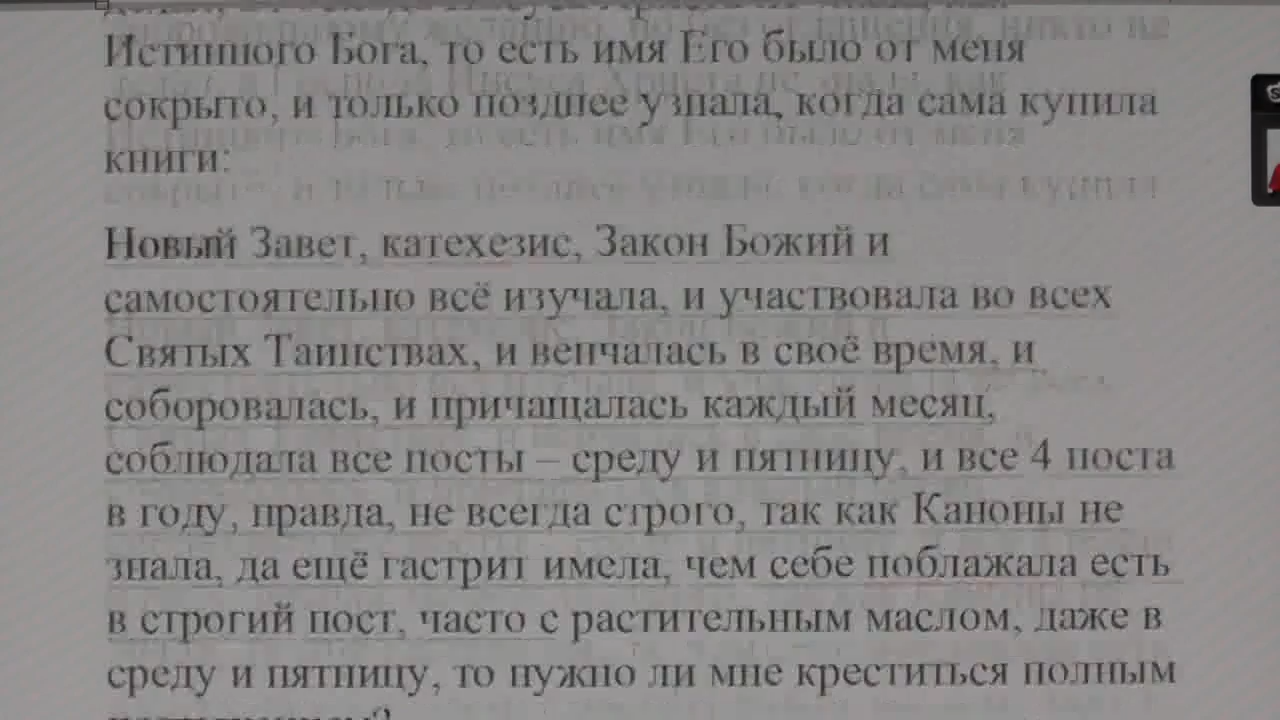 Истинного Бога, то есть имя Его было от меня
сокрыто, и только позднее узнала, когда сама купила
книги:
Новый Завет, катехезис, Закон Божий и
самостоятельно всё изучала, и участвовала во всех
Святых Таинствах, и венчалась в своё время, и
соборовалась, и причащалась каждый месяц,
соблюдала все посты – среду и пятницу, и все 4 поста
в году, правда, не всегда строго, так как Каноны не
знала, да ещё гастрит имела, чем себе поблажала есть
в строгий пост, часто с растительным маслом, даже в
среду и пятницу, то нужно ли мне креститься полным